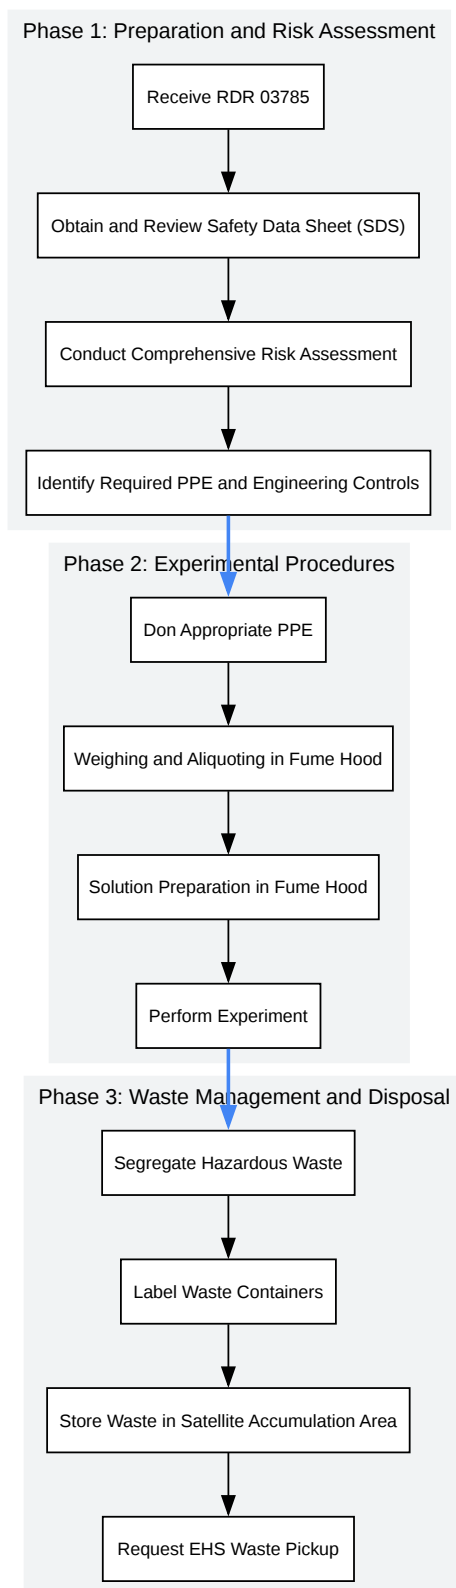 Phase 1: Preparation and Risk Assessment
Receive RDR 03785
Obtain and Review Safety Data Sheet (SDS)
Conduct Comprehensive Risk Assessment
Identify Required PPE and Engineering Controls
Phase 2: Experimental Procedures
Don Appropriate PPE
Weighing and Aliquoting in Fume Hood
Solution Preparation in Fume Hood
Perform Experiment
Phase 3: Waste Management and Disposal
Segregate Hazardous Waste
Label Waste Containers
Store Waste in Satellite Accumulation Area
Request EHS Waste Pickup